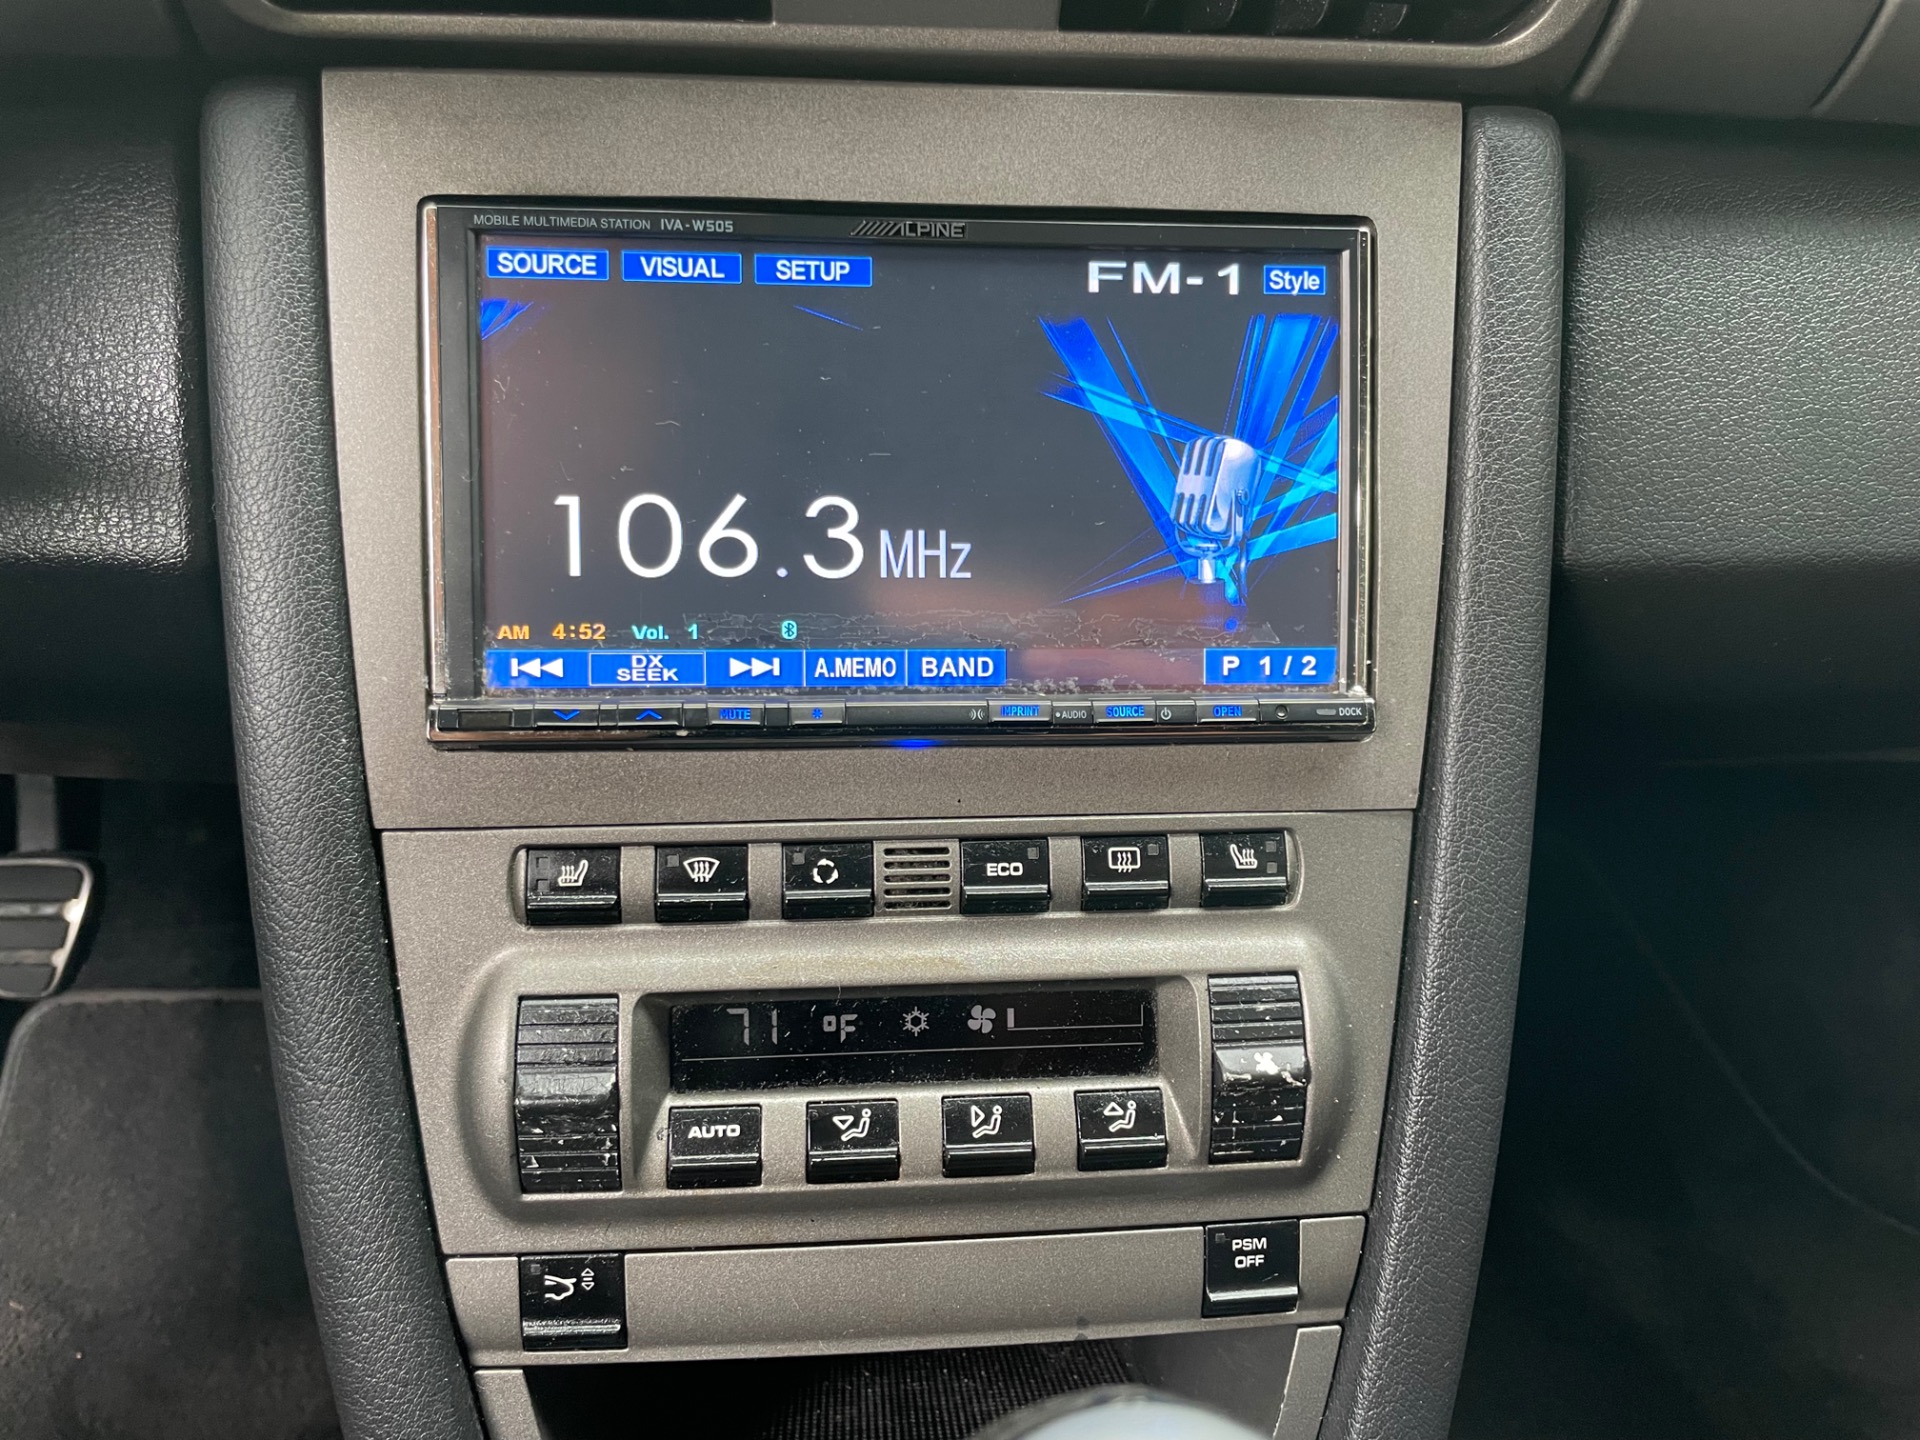 MOBILE MULTIMEDIA STATION IVA-W505 ALPINE
SOURCE VISUAL SETUP FM-1 Style
106.3 MHz
AM 4:52 Vol. 1
DX SEEK A.MEMO BAND P 1/2
MUTE * IMPRINT AUDIO SOURCE OPEN DOCK
ECO
71 °F
AUTO
PSM
OFF